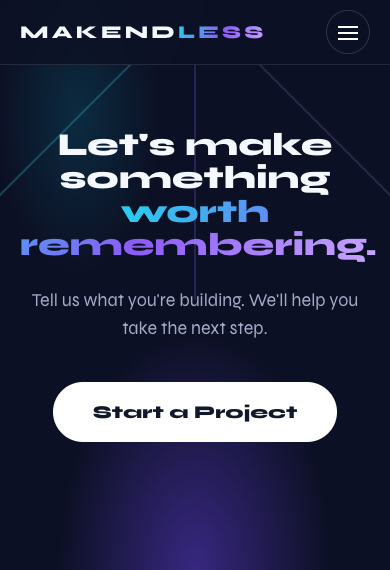 MAKENDLESS
Let's make
something
worth
remembering.
Tell us what you're building. We'll help you
take the next step.
Start a Project